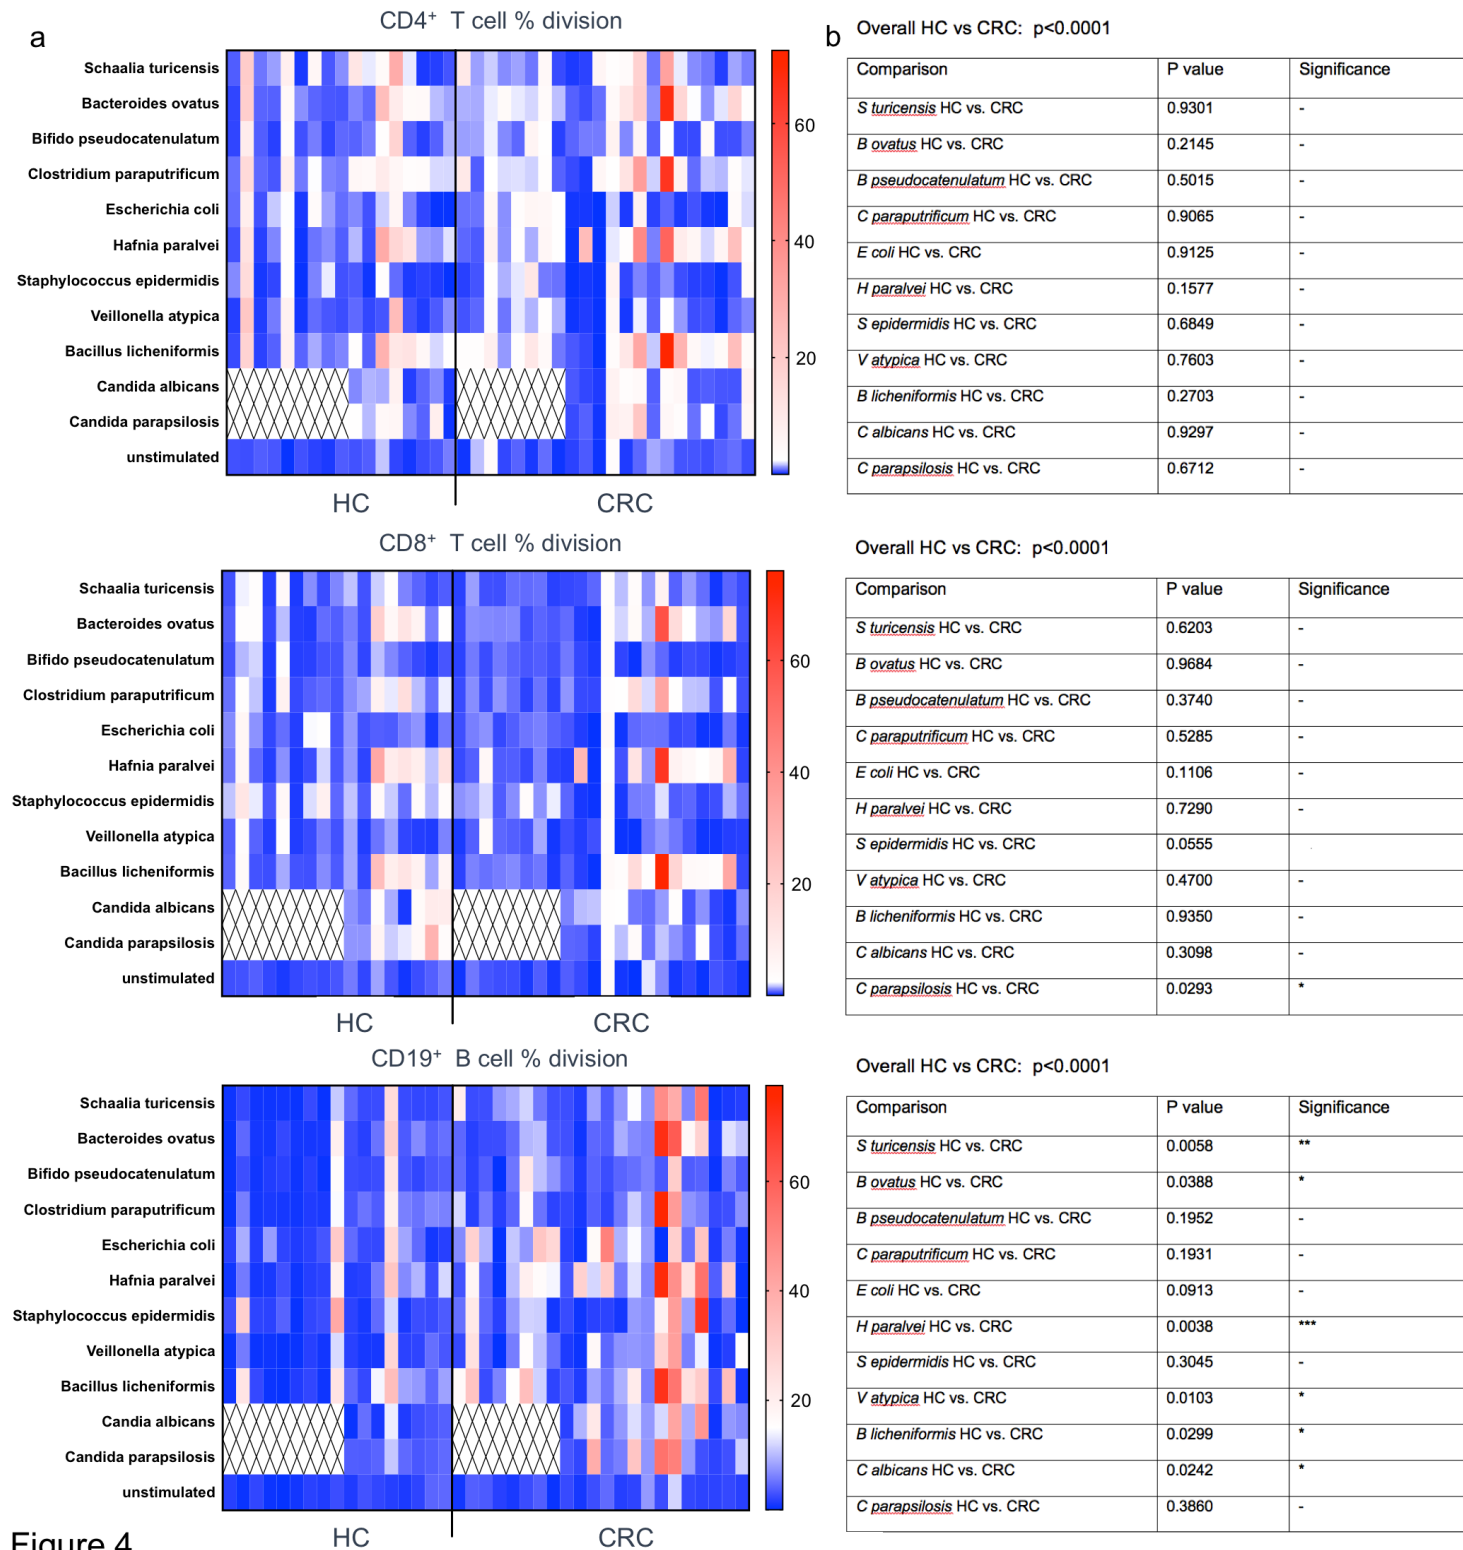 a
CD4+ T cell % division
Schaalia turicensis
Bacteroides ovatus
Bifido pseudocatenulatum
Clostridium paraputrificum
Escherichia coli
Hafnia paralvei
Staphylococcus epidermidis
Veillonella atypica
Bacillus licheniformis
Candida albicans
Candida parapsilosis
unstimulated
60
40
20
HC
CRC
b
Overall HC vs CRC: p<0.0001
Comparison P value Significance
S turicensis HC vs. CRC 0.9301 -
B ovatus HC vs. CRC 0.2145 -
B pseudocatenulatum HC vs. CRC 0.5015 -
C paraputrificum HC vs. CRC 0.9065 -
E coli HC vs. CRC 0.9125 -
H paralvei HC vs. CRC 0.1577 -
S epidermidis HC vs. CRC 0.6849 -
V atypica HC vs. CRC 0.7603 -
B licheniformis HC vs. CRC 0.2703 -
C albicans HC vs. CRC 0.9297 -
C parapsilosis HC vs. CRC 0.6712 -
CD8+ T cell % division
Schaalia turicensis
Bacteroides ovatus
Bifido pseudocatenulatum
Clostridium paraputrificum
Escherichia coli
Hafnia paralvei
Staphylococcus epidermidis
Veillonella atypica
Bacillus licheniformis
Candida albicans
Candida parapsilosis
unstimulated
60
40
20
HC
CRC
Overall HC vs CRC: p<0.0001
Comparison P value Significance
S turicensis HC vs. CRC 0.6203 -
B ovatus HC vs. CRC 0.9684 -
B pseudocatenulatum HC vs. CRC 0.3740 -
C paraputrificum HC vs. CRC 0.5285 -
E coli HC vs. CRC 0.1106 -
H paralvei HC vs. CRC 0.7290 -
S epidermidis HC vs. CRC 0.0555 .
V atypica HC vs. CRC 0.4700 -
B licheniformis HC vs. CRC 0.9350 -
C albicans HC vs. CRC 0.3098 -
C parapsilosis HC vs. CRC 0.0293 *
CD19+ B cell % division
Schaalia turicensis
Bacteroides ovatus
Bifido pseudocatenulatum
Clostridium paraputrificum
Escherichia coli
Hafnia paralvei
Staphylococcus epidermidis
Veillonella atypica
Bacillus licheniformis
Candia albicans
Candida parapsilosis
unstimulated
60
40
20
HC
CRC
Overall HC vs CRC: p<0.0001
Comparison P value Significance
S turicensis HC vs. CRC 0.0058 **
B ovatus HC vs. CRC 0.0388 *
B pseudocatenulatum HC vs. CRC 0.1952 -
C paraputrificum HC vs. CRC 0.1931 -
E coli HC vs. CRC 0.0913 -
H paralvei HC vs. CRC 0.0038 ***
S epidermidis HC vs. CRC 0.3045 -
V atypica HC vs. CRC 0.0103 *
B licheniformis HC vs. CRC 0.0299 *
C albicans HC vs. CRC 0.0242 *
C parapsilosis HC vs. CRC 0.3860 -
Figure 4